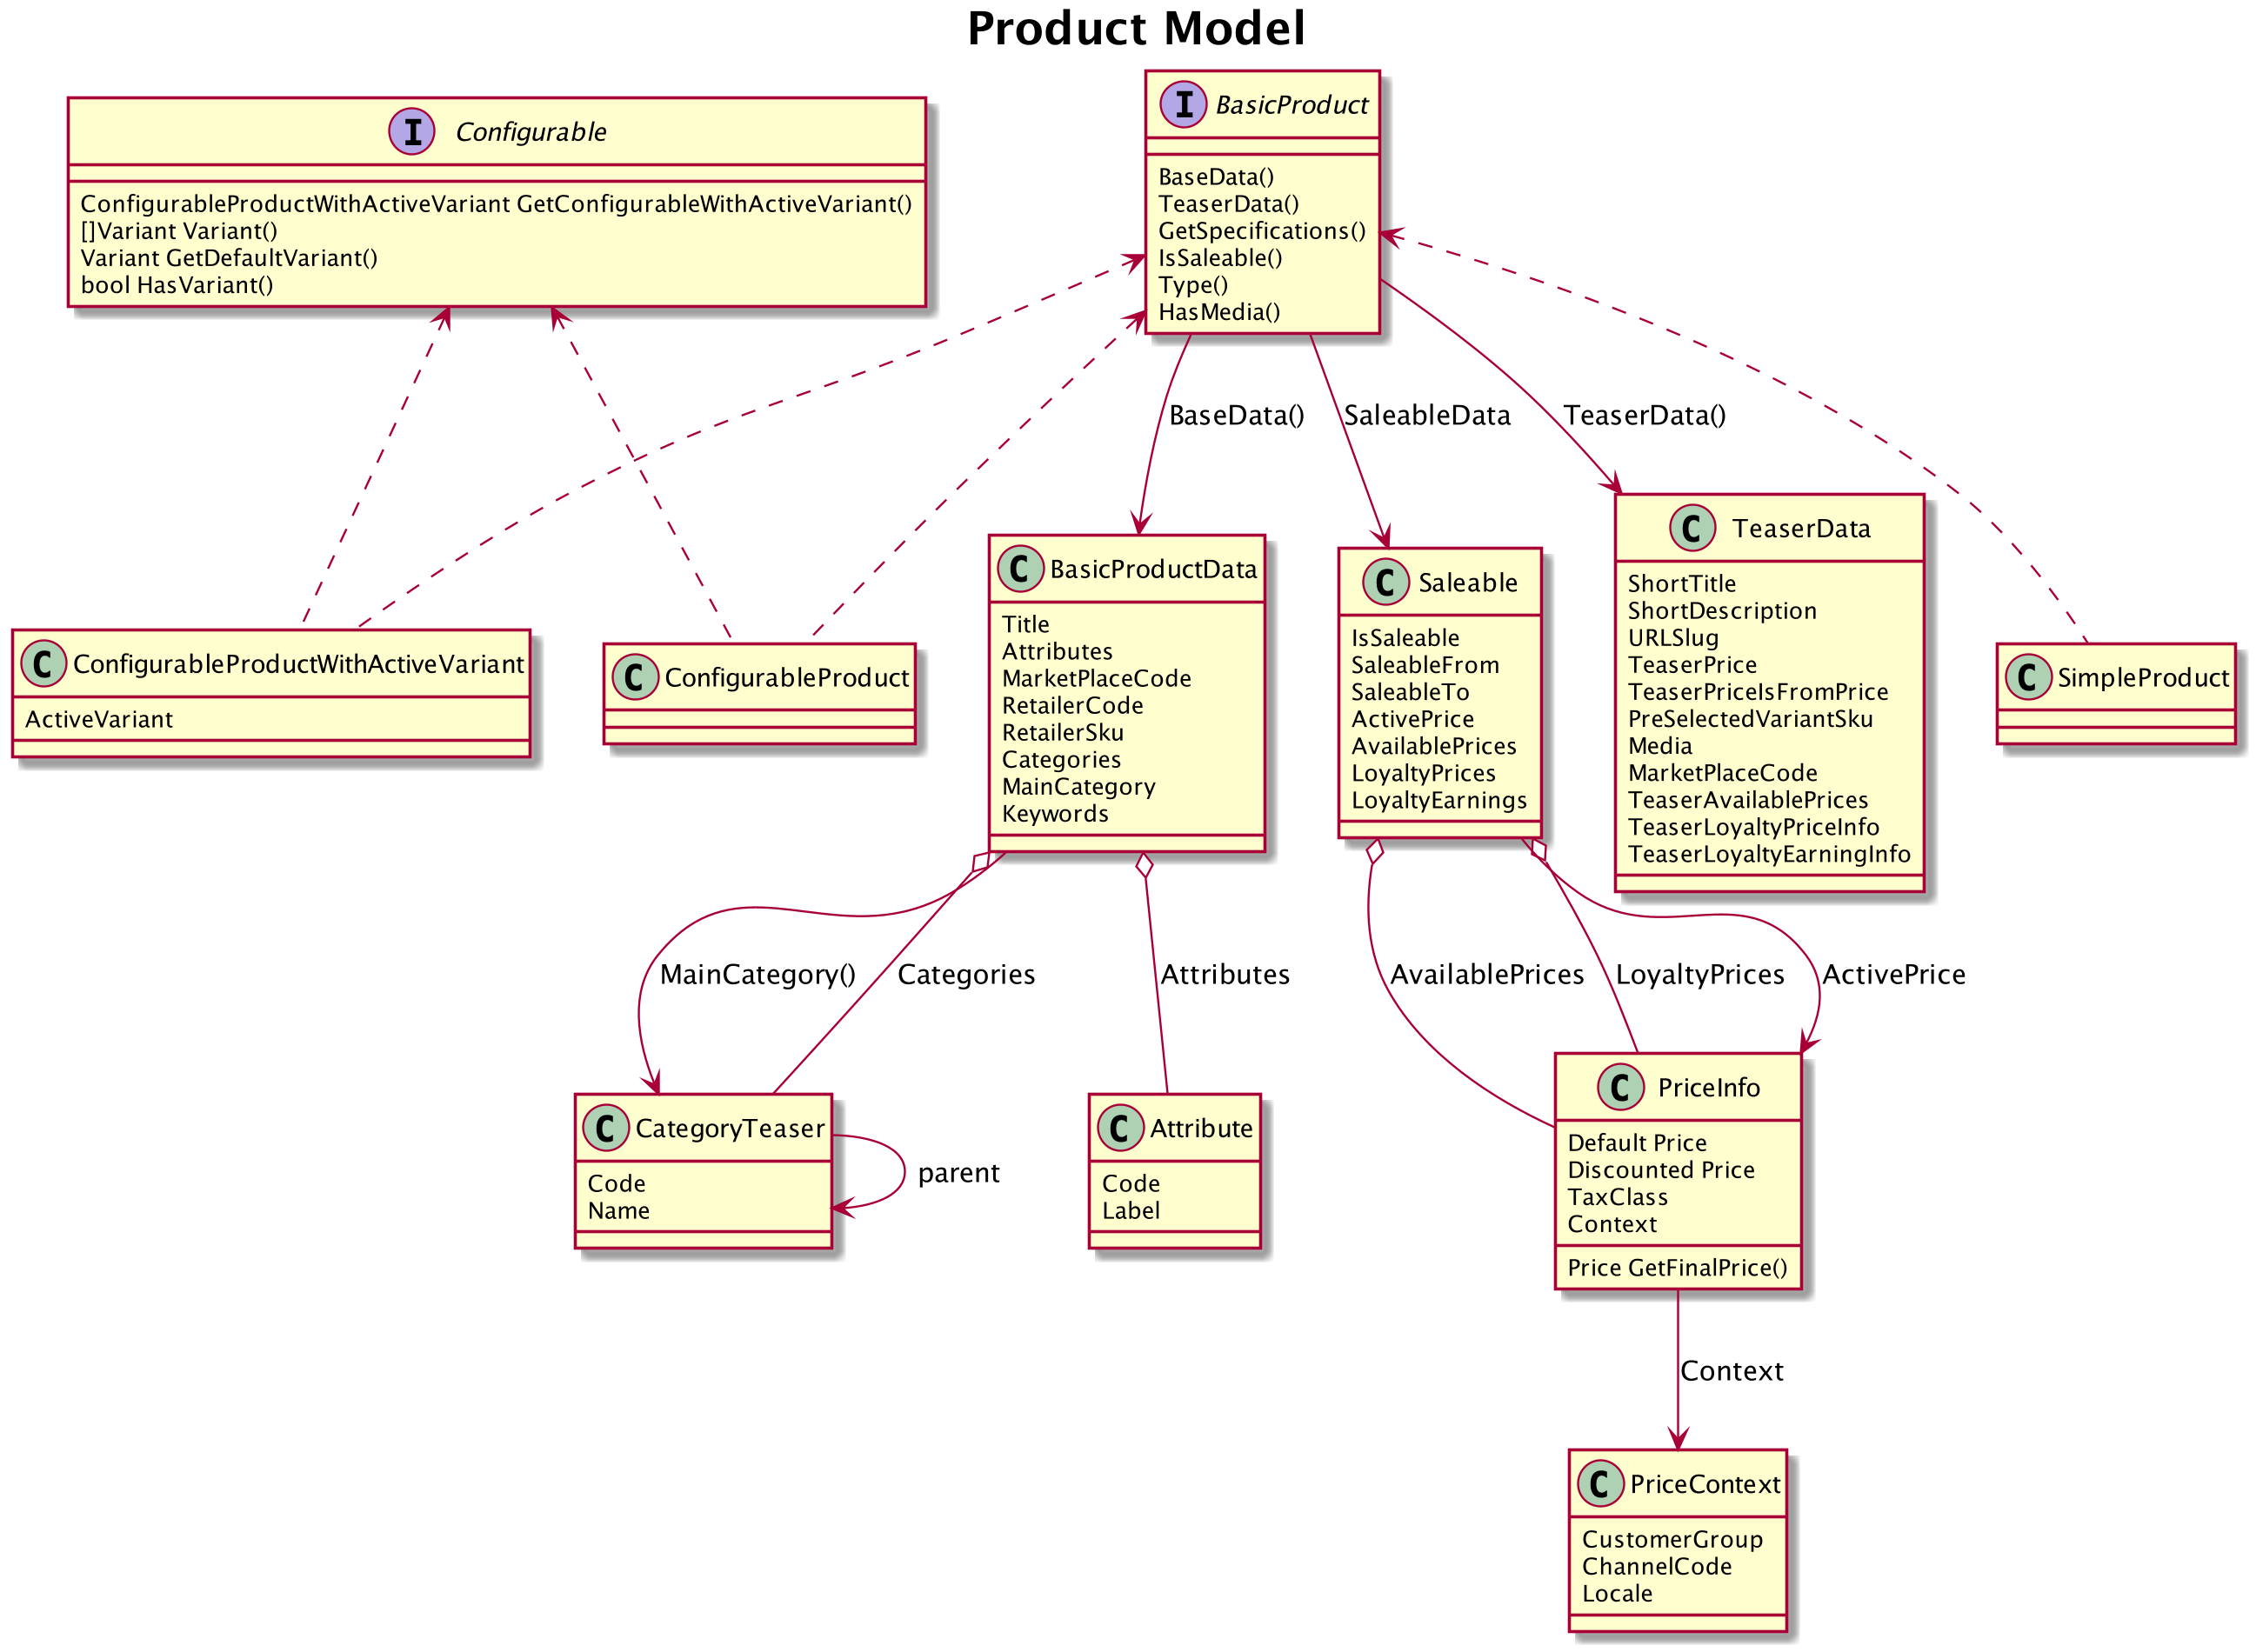 Product Model
I Configurable
ConfigurableProductWithActiveVariant GetConfigurableWithActiveVariant()
[]Variant Variant()
Variant GetDefaultVariant()
bool HasVariant()
I BasicProduct
BaseData()
TeaserData()
GetSpecifications()
IsSaleable()
Type()
HasMedia()
BaseData()
SaleableData
TeaserData()
C ConfigurableProductWithActiveVariant
ActiveVariant
C ConfigurableProduct
C BasicProductData
Title
Attributes
MarketPlaceCode
RetailerCode
RetailerSku
Categories
MainCategory
Keywords
C Saleable
IsSaleable
SaleableFrom
SaleableTo
ActivePrice
AvailablePrices
LoyaltyPrices
LoyaltyEarnings
C TeaserData
ShortTitle
ShortDescription
URLSlug
TeaserPrice
TeaserPriceIsFromPrice
PreSelectedVariantSku
Media
MarketPlaceCode
TeaserAvailablePrices
TeaserLoyaltyPriceInfo
TeaserLoyaltyEarningInfo
C SimpleProduct
MainCategory()
Categories
Attributes
AvailablePrices
LoyaltyPrices
ActivePrice
C CategoryTeaser
Code
Name
parent
C Attribute
Code
Label
C PriceInfo
Default Price
Discounted Price
TaxClass
Context
Price GetFinalPrice()
Context
C PriceContext
CustomerGroup
ChannelCode
Locale